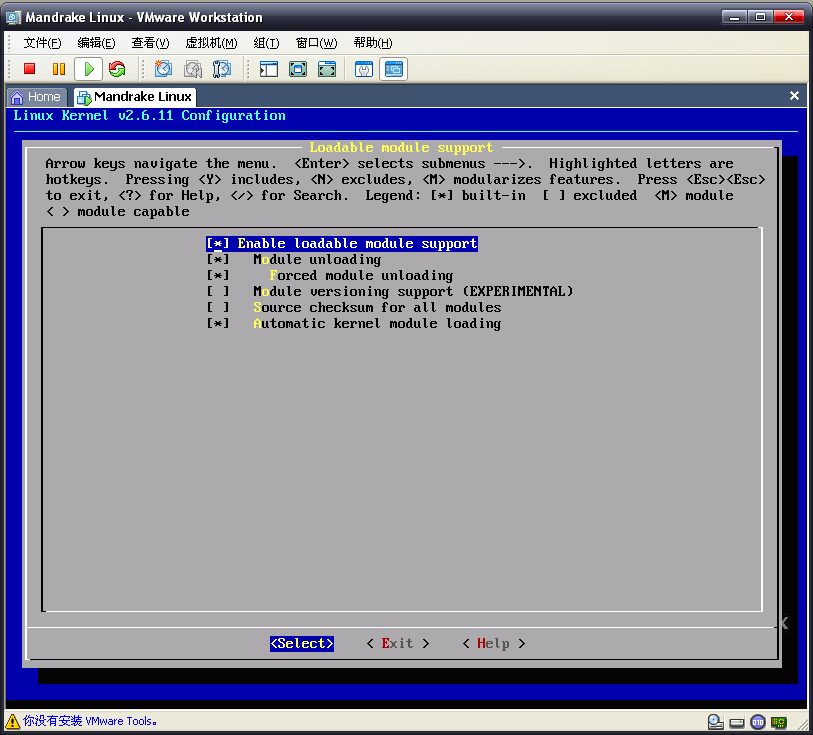 Mandrake Linux - VMware Workstation
文件(F) 编辑(E) 查看(V) 虚拟机(M) 组(T) 窗口(W) 帮助(H)
Home Mandrake Linux
Linux Kernel v2.6.11 Configuration
Loadable module support
Arrow keys navigate the menu. <Enter> selects submenus --->. Highlighted letters are
hotkeys. Pressing <Y> includes, <N> excludes, <M> modularizes features. Press <Esc><Esc>
to exit, <?> for Help, </> for Search. Legend: [*] built-in [ ] excluded <M> module
< > module capable
[*] Enable loadable module support
[*] Module unloading
[*] Forced module unloading
[ ] Module versioning support (EXPERIMENTAL)
[ ] Source checksum for all modules
[*] Automatic kernel module loading
<Select> < Exit > < Help >
你没有安装 VMware Tools。